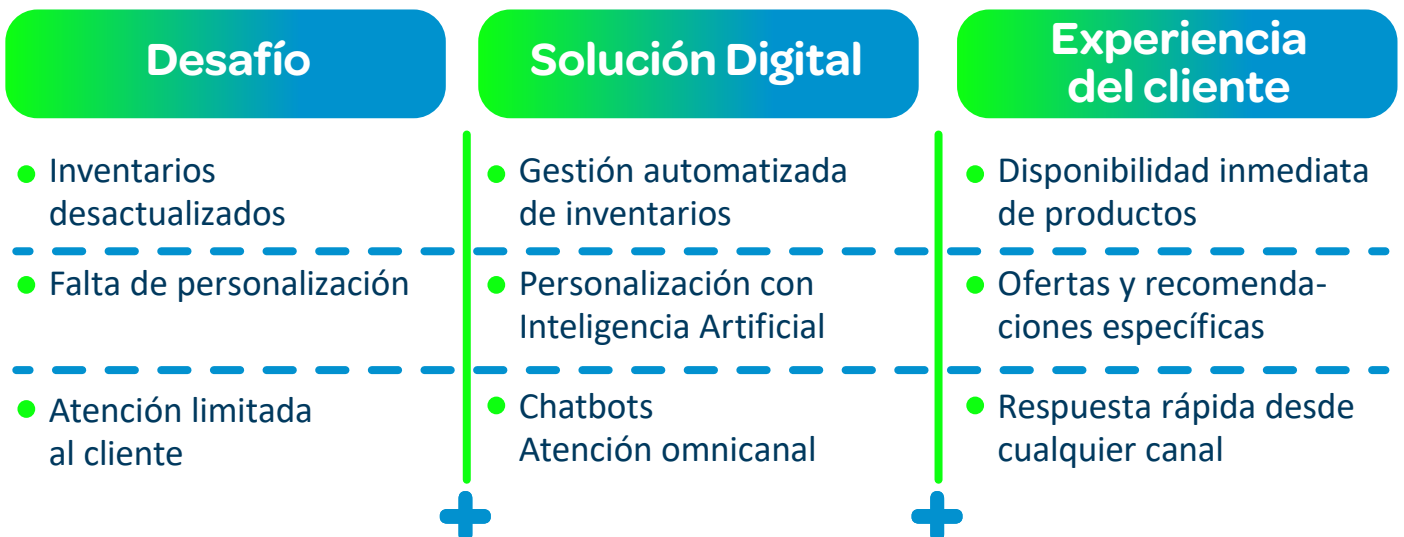 Desafío
Solución Digital
Experiencia
del cliente
Inventarios
desactualizados
Gestión automatizada
de inventarios
Disponibilidad inmediata
de productos
Falta de personalización
Personalización con
Inteligencia Artificial
Ofertas y recomenda-
ciones específicas
Atención limitada
al cliente
Chatbots
Atención omnicanal
Respuesta rápida desde
cualquier canal